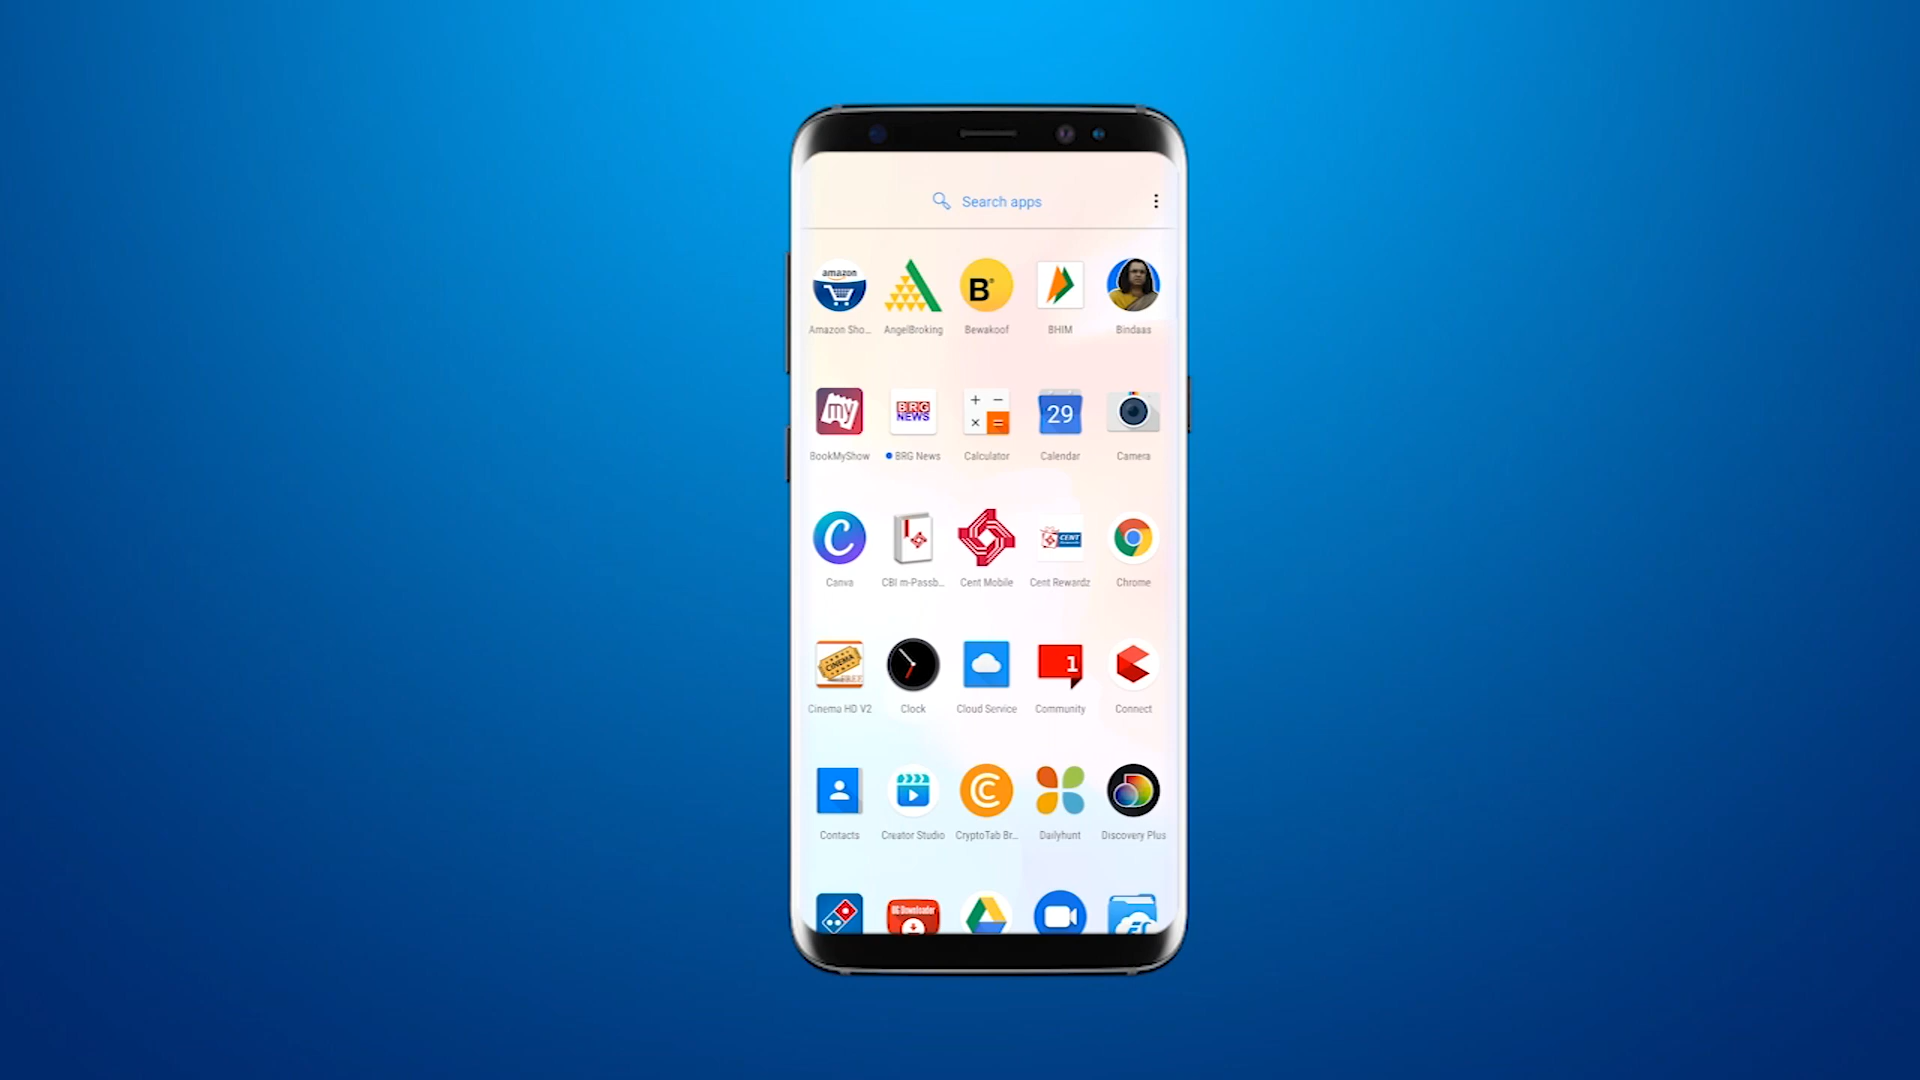 Search apps
amazon
B
Amazon Sho...
AngelBroking
Bewakoof
BHIM
Bindaas
my
BRG
NEWS
29
BookMyShow
BRG News
Calculator
Calendar
Camera
C
CENT
Canva
CBI m-Passb...
Cent Mobile
Cent Rewardz
Chrome
CINEMA
1
Cinema HD V2
Clock
Cloud Service
Community
Connect
Contacts
Creator Studio
CryptoTab Br...
Dailyhunt
Discovery Plus